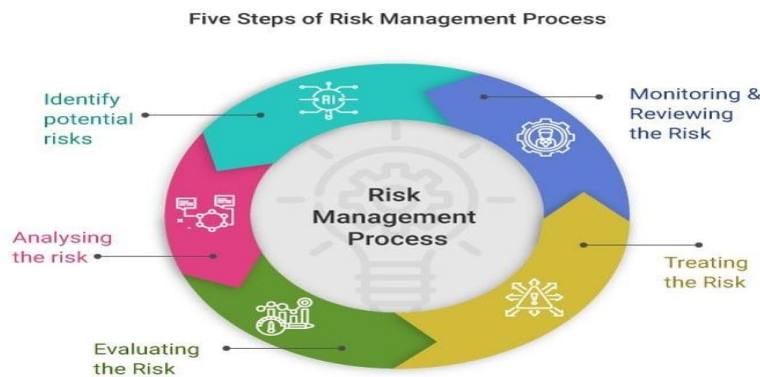 Five Steps of Risk Management Process
Identify
potential
risks
RI
Monitoring &
Reviewing
the Risk
Risk
Management
Process
Analysing
the risk
Treating
the Risk
Evaluating
the Risk